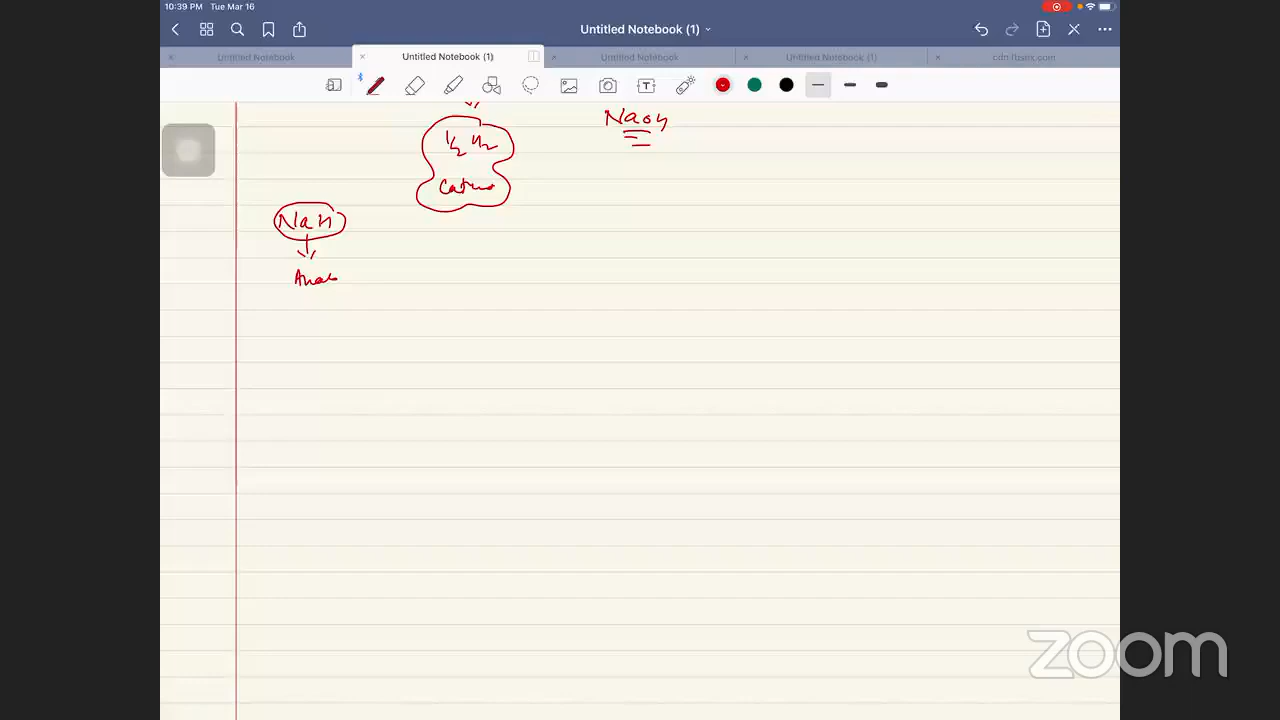 10:39 PM Tue Mar 16
Untitled Notebook (1)
Untitled Notebook
Untitled Notebook (1)
Untitled Notebook
Untitled Notebook (1)
T
NaOH
1/2 H2
NaH
zoom